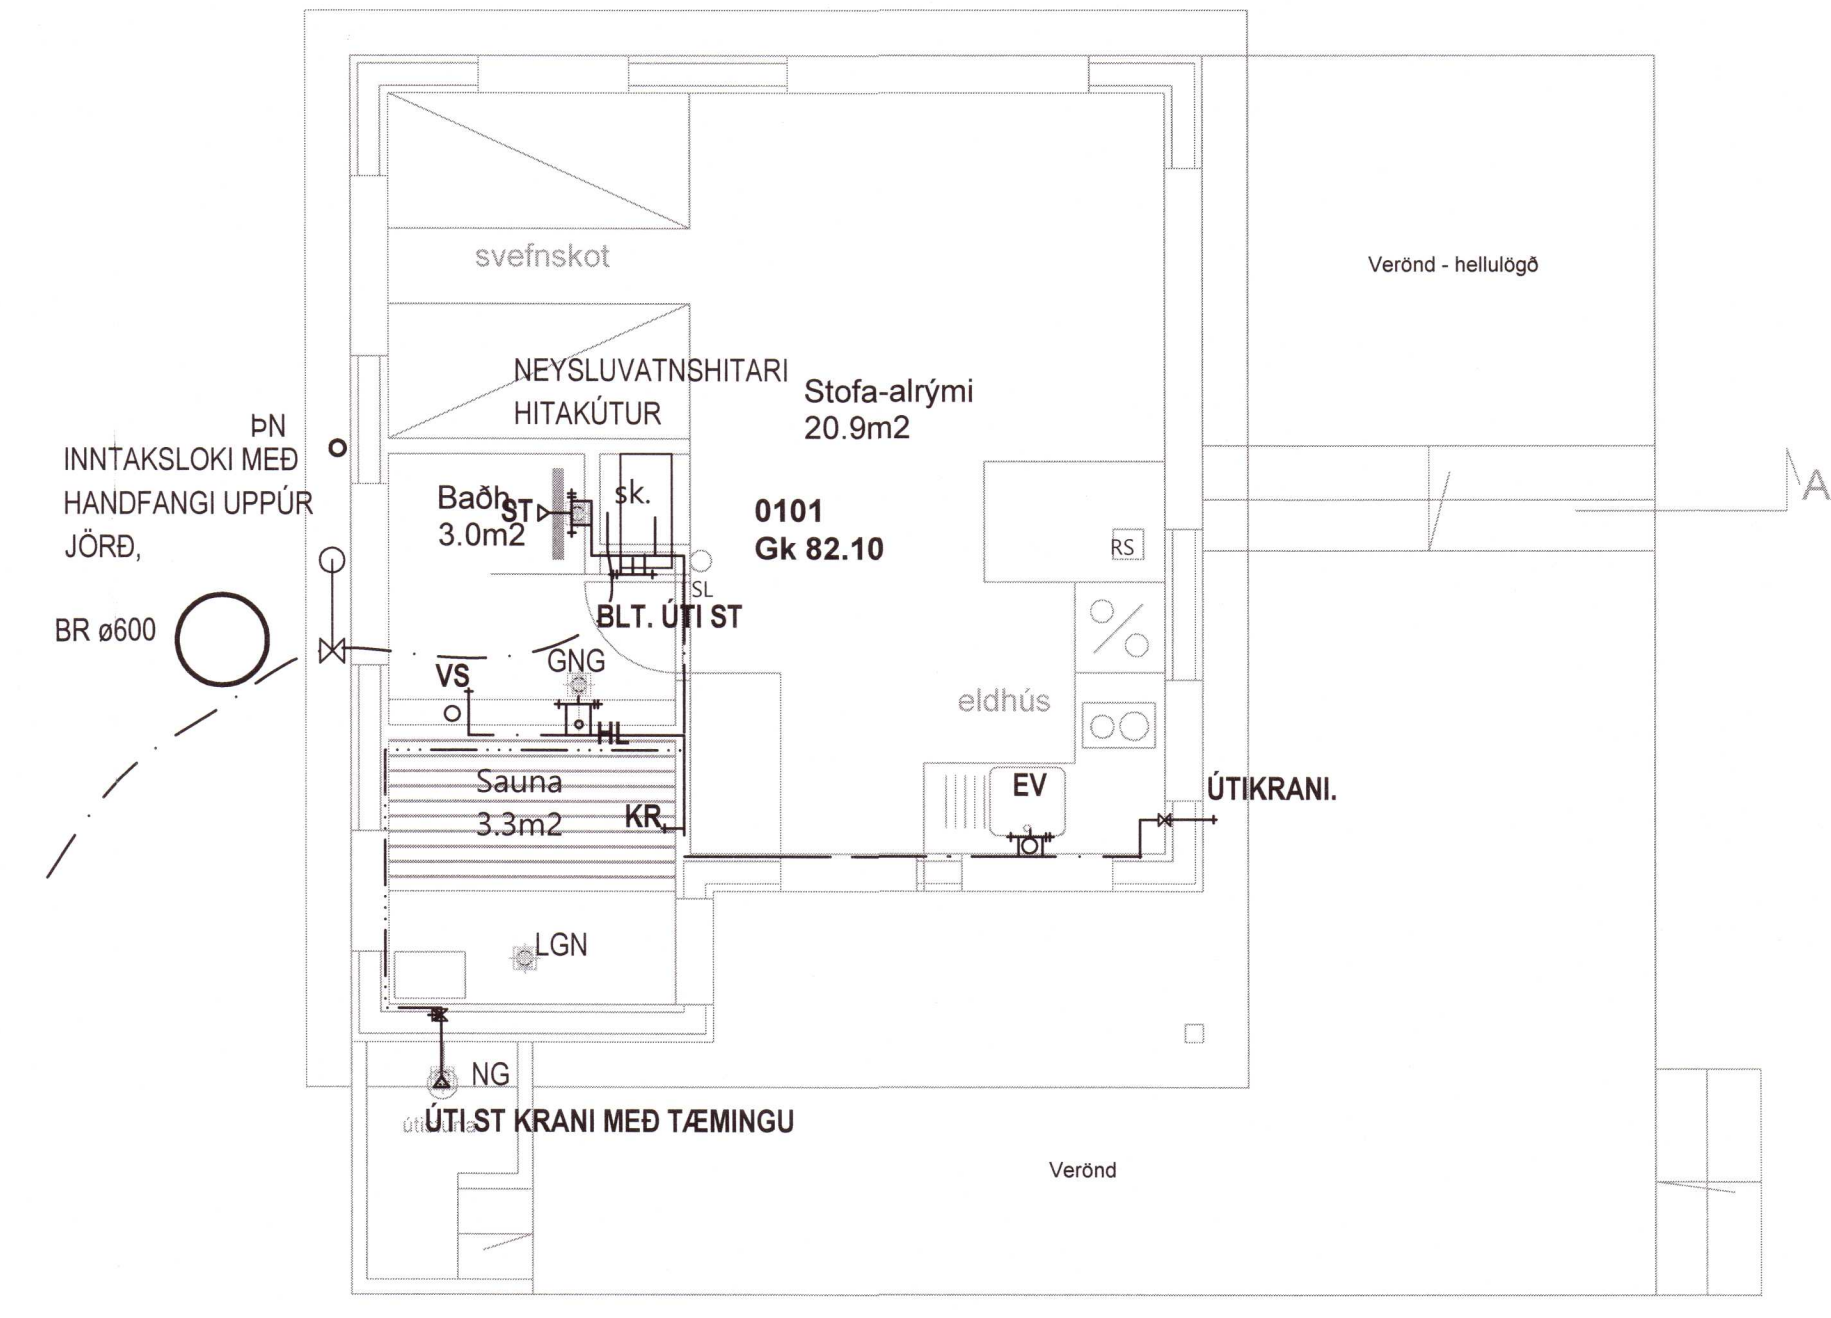 svefnskot
Verönd - hellulögð
NEYSLUVATNSHITARI
HITAKÚTUR
Stofa-alrými
20.9m2
ÞN
INNTAKSLOKI MEÐ
HANDFANGI UPPÚR
JÖRÐ,
Baðh
3.0m2
ST
sk.
0101
Gk 82.10
A
RS
SL
BLT. ÚTI ST
BR ø600
GNG
VS
HL
eldhús
Sauna
3.3m2
KR
EV
ÚTIKRANI.
LGN
NG
ÚTI ST KRANI MEÐ TÆMINGU
Verönd